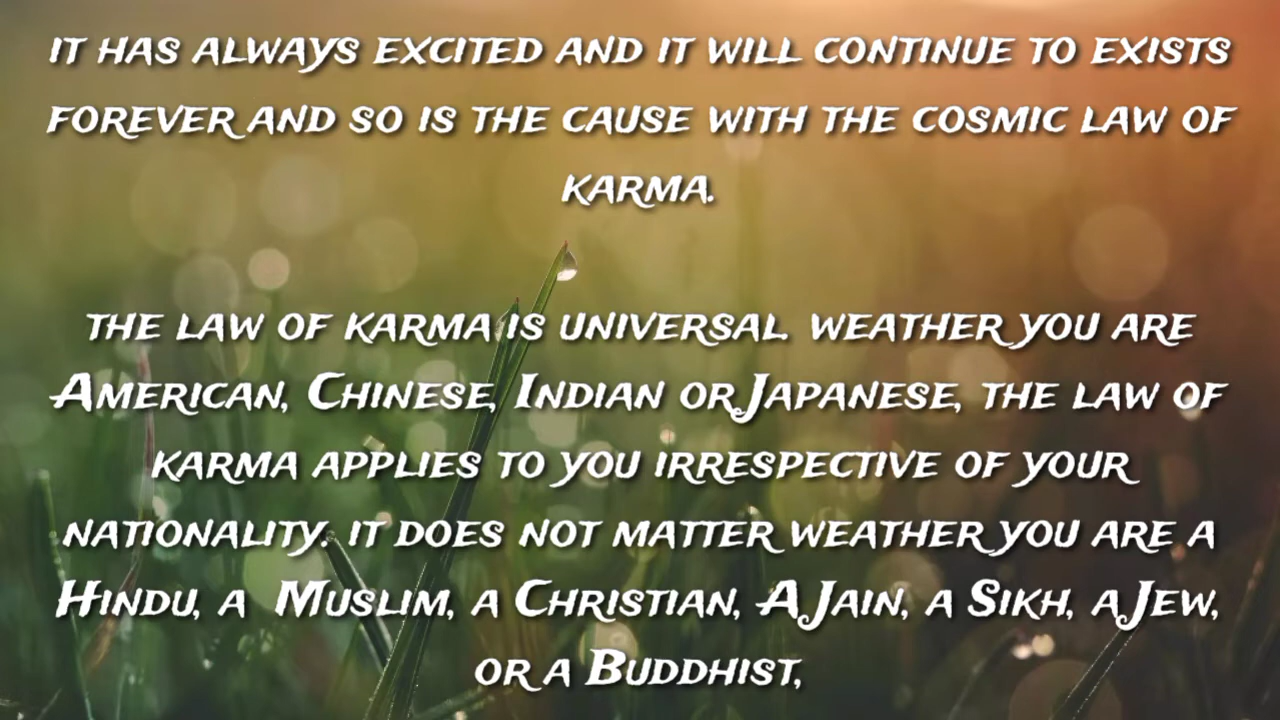 it has always excited and it will continue to exists
forever and so is the cause with the cosmic law of
karma.
the law of karma is universal weather you are
American, Chinese, Indian or Japanese, the law of
karma applies to you irrespective of your
nationality. it does not matter weather you are a
Hindu, a Muslim, a Christian, A Jain, a Sikh, a Jew,
or a Buddhist,